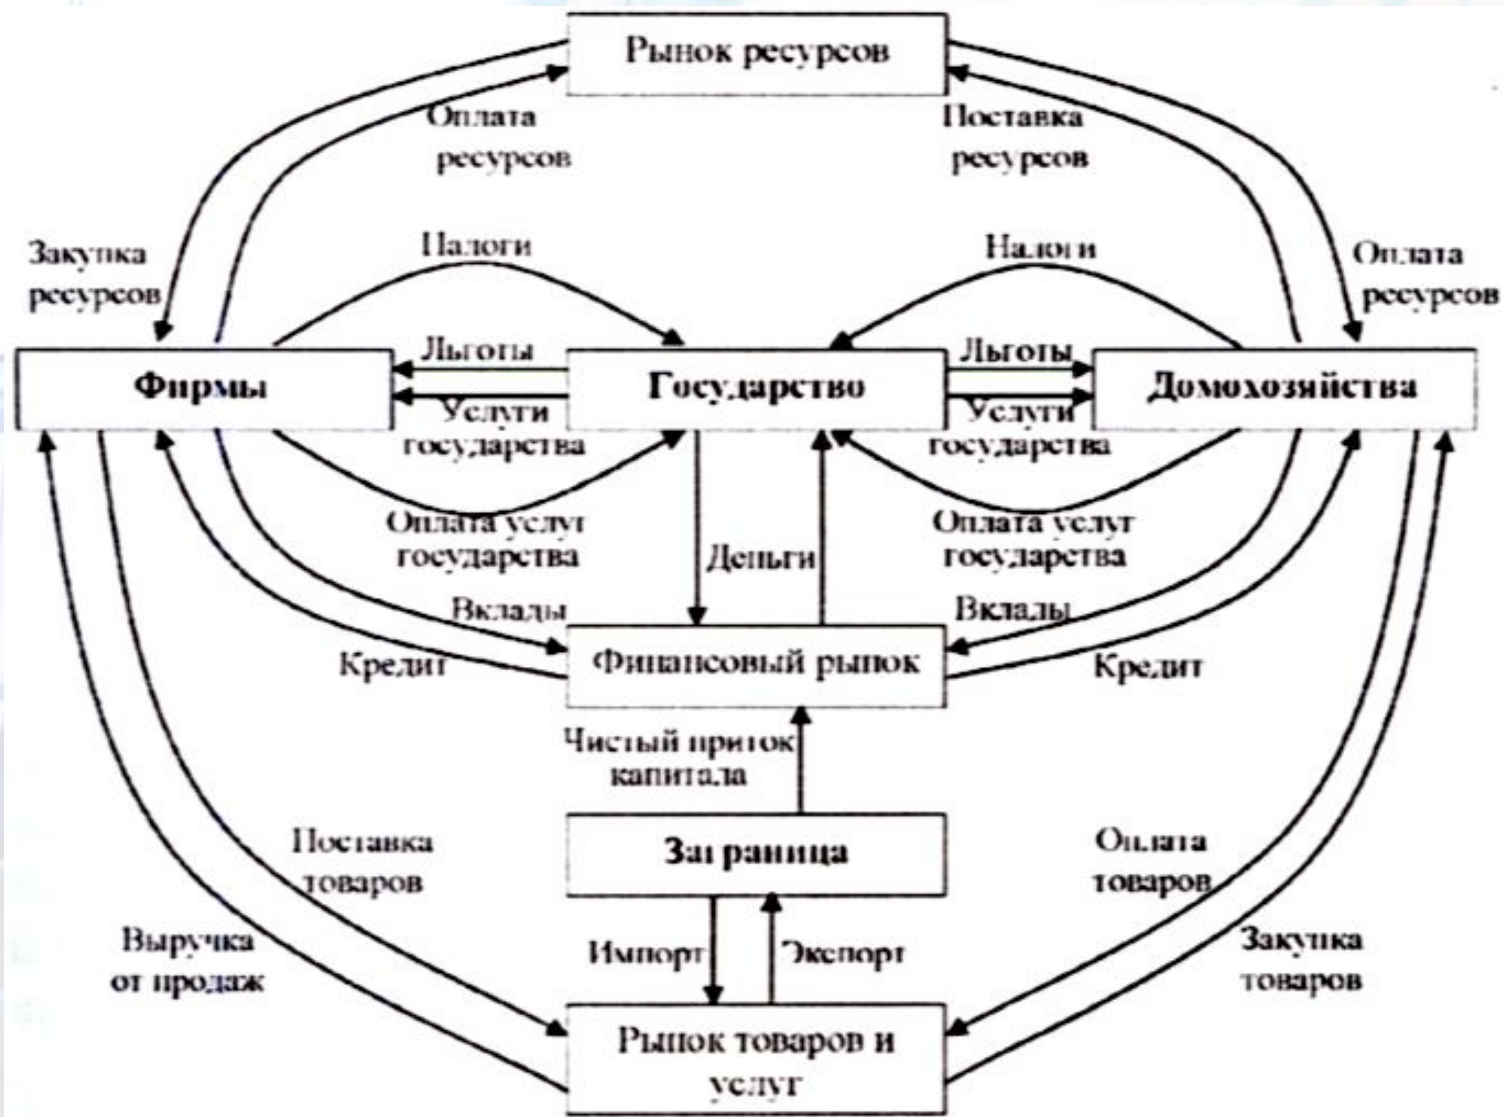 Рынок ресурсов
Оплата
ресурсов
Поставка
ресурсов
Закупка
ресурсов
Налоги
Налоги
Оплата
ресурсов
Фирмы
Льготы
Государство
Льготы
Домохозяйства
Услуги
государства
Услуги
государства
Оплата услуг
государства
Деньги
Оплата услуг
государства
Вклады
Вклады
Кредит
Финансовый рынок
Кредит
Чистый приток
капитала
Поставка
товаров
Заграница
Оплата
товаров
Выручка
от продаж
Импорт
Экспорт
Закупка
товаров
Рынок товаров и
услуг